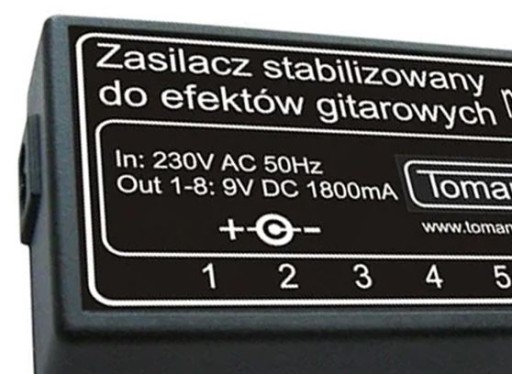 Zasilacz stabilizowany
do efektów gitarowych
In: 230V AC 50Hz
Out 1-8: 9V DC 1800mA
+ -
1 2 3 4 5